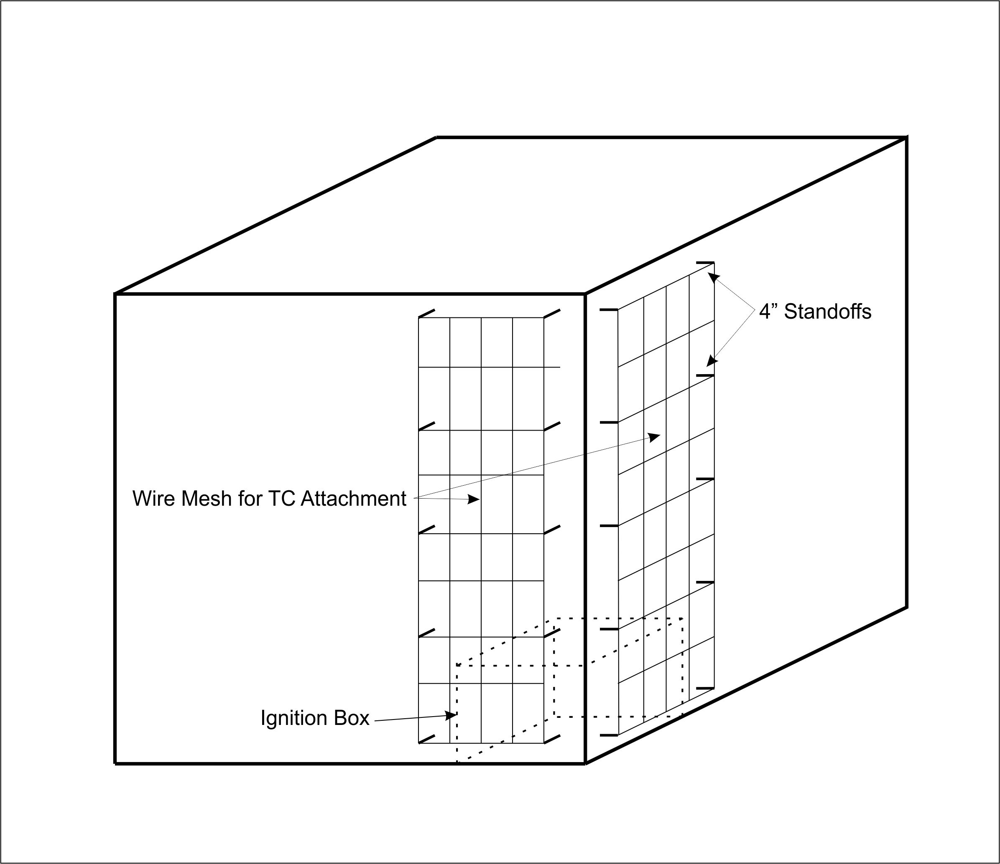 4” Standoffs
Wire Mesh for TC Attachment
Ignition Box